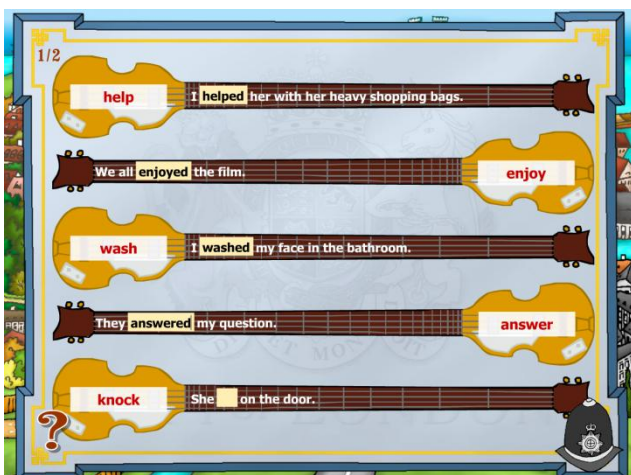 1/2
help
I helped her with her heavy shopping bags.
We all enjoyed the film.
enjoy
wash
I washed my face in the bathroom.
They answered my question.
answer
knock
She on the door.
?